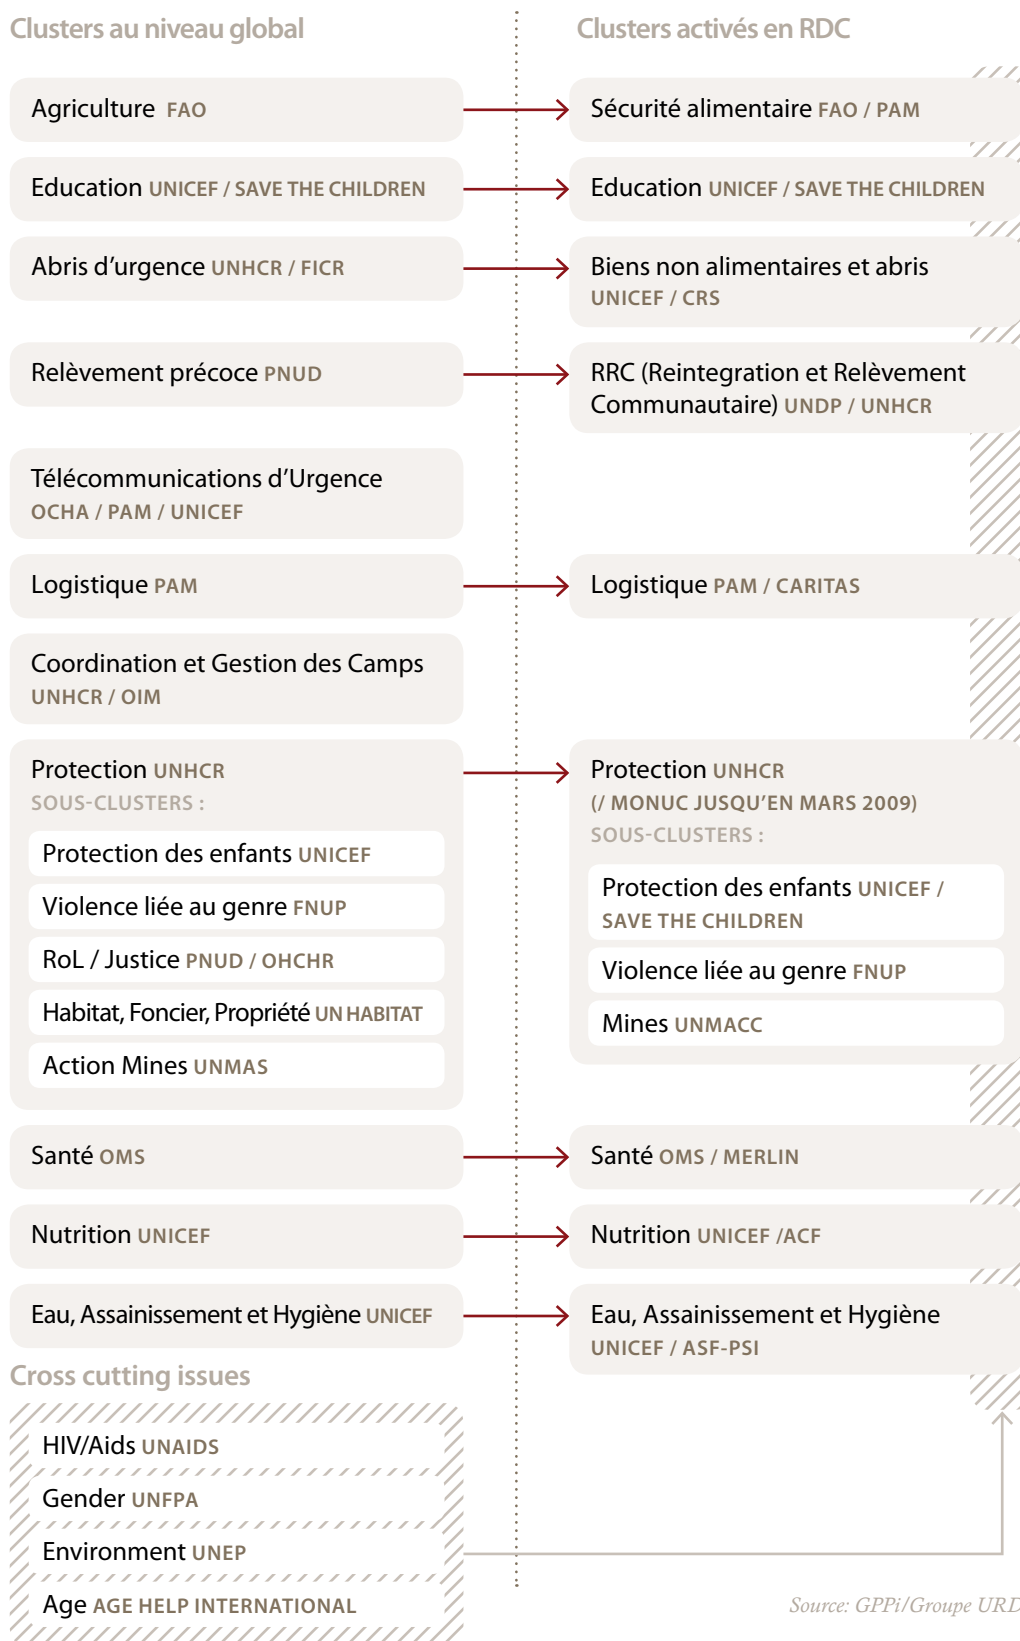 Clusters au niveau global
Agriculture FAO
Education UNICEF / SAVE THE CHILDREN
Abris d’urgence UNHCR / FICR
Relèvement précoce PNUD
Télécommunications d’Urgence
OCHA / PAM / UNICEF
Logistique PAM
Coordination et Gestion des Camps
UNHCR / OIM
Protection UNHCR
SOUS-CLUSTERS :
Protection des enfants UNICEF
Violence liée au genre FNUP
RoL / Justice PNUD / OHCHR
Habitat, Foncier, Propriété UN HABITAT
Action Mines UNMAS
Santé OMS
Nutrition UNICEF
Eau, Assainissement et Hygiène UNICEF
Cross cutting issues
HIV/Aids UNAIDS
Gender UNFPA
Environment UNEP
Age AGE HELP INTERNATIONAL
Clusters activés en RDC
Sécurité alimentaire FAO / PAM
Education UNICEF / SAVE THE CHILDREN
Biens non alimentaires et abris
UNICEF / CRS
RRC (Reintegration et Relèvement
Communautaire) UNDP / UNHCR
Logistique PAM / CARITAS
Protection UNHCR
(/ MONUC JUSQU’EN MARS 2009)
SOUS-CLUSTERS :
Protection des enfants UNICEF /
SAVE THE CHILDREN
Violence liée au genre FNUP
Mines UNMACC
Santé OMS / MERLIN
Nutrition UNICEF /ACF
Eau, Assainissement et Hygiène
UNICEF / ASF-PSI
Source: GPPi/Groupe URD